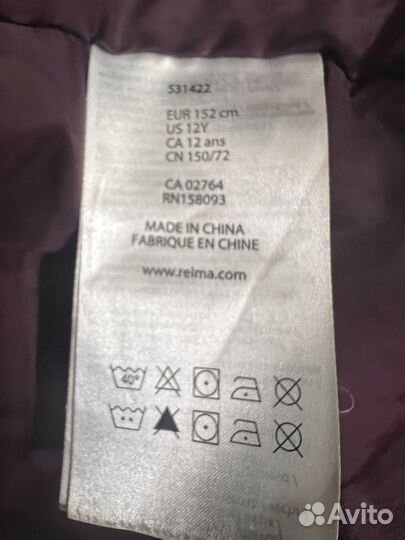 531422
EUR 152 cm
US 12Y
CA 12 ans
CN 150/72
CA 02764
RN158093
MADE IN CHINA
FABRIQUE EN CHINE
www.reima.com
40°
Avito